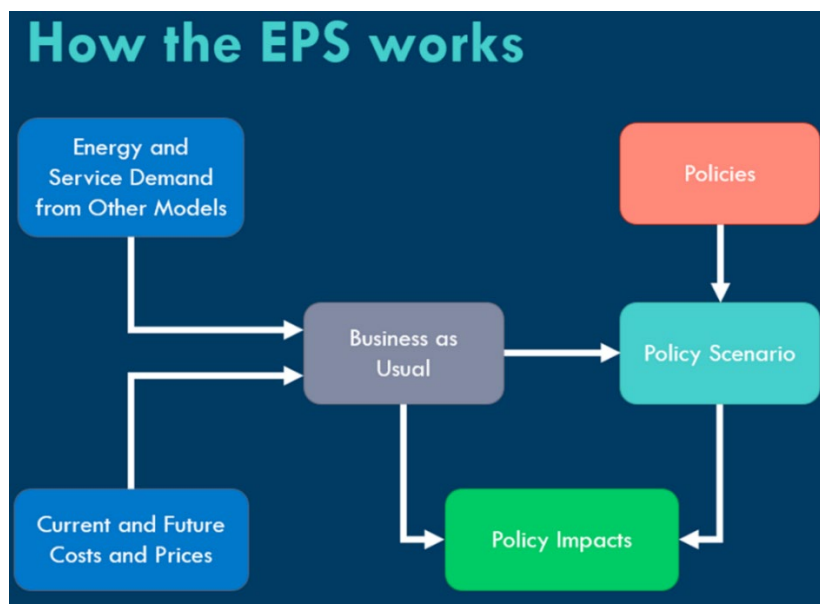 How the EPS works
Energy and
Service Demand
from Other Models
Policies
Business as
Usual
Policy Scenario
Current and Future
Costs and Prices
Policy Impacts